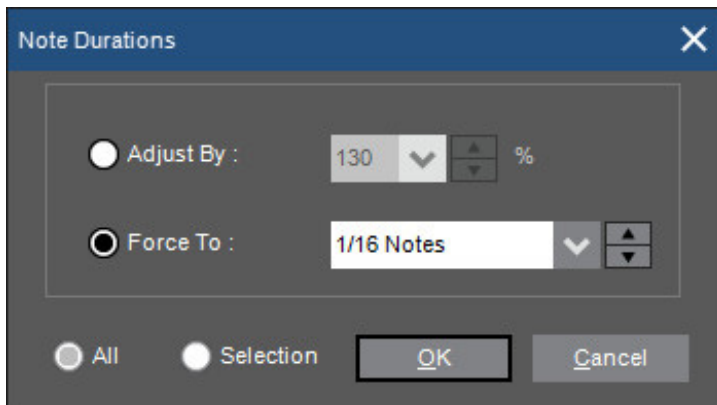 Note Durations
Adjust By : 130 %
Force To : 1/16 Notes
All Selection OK Cancel